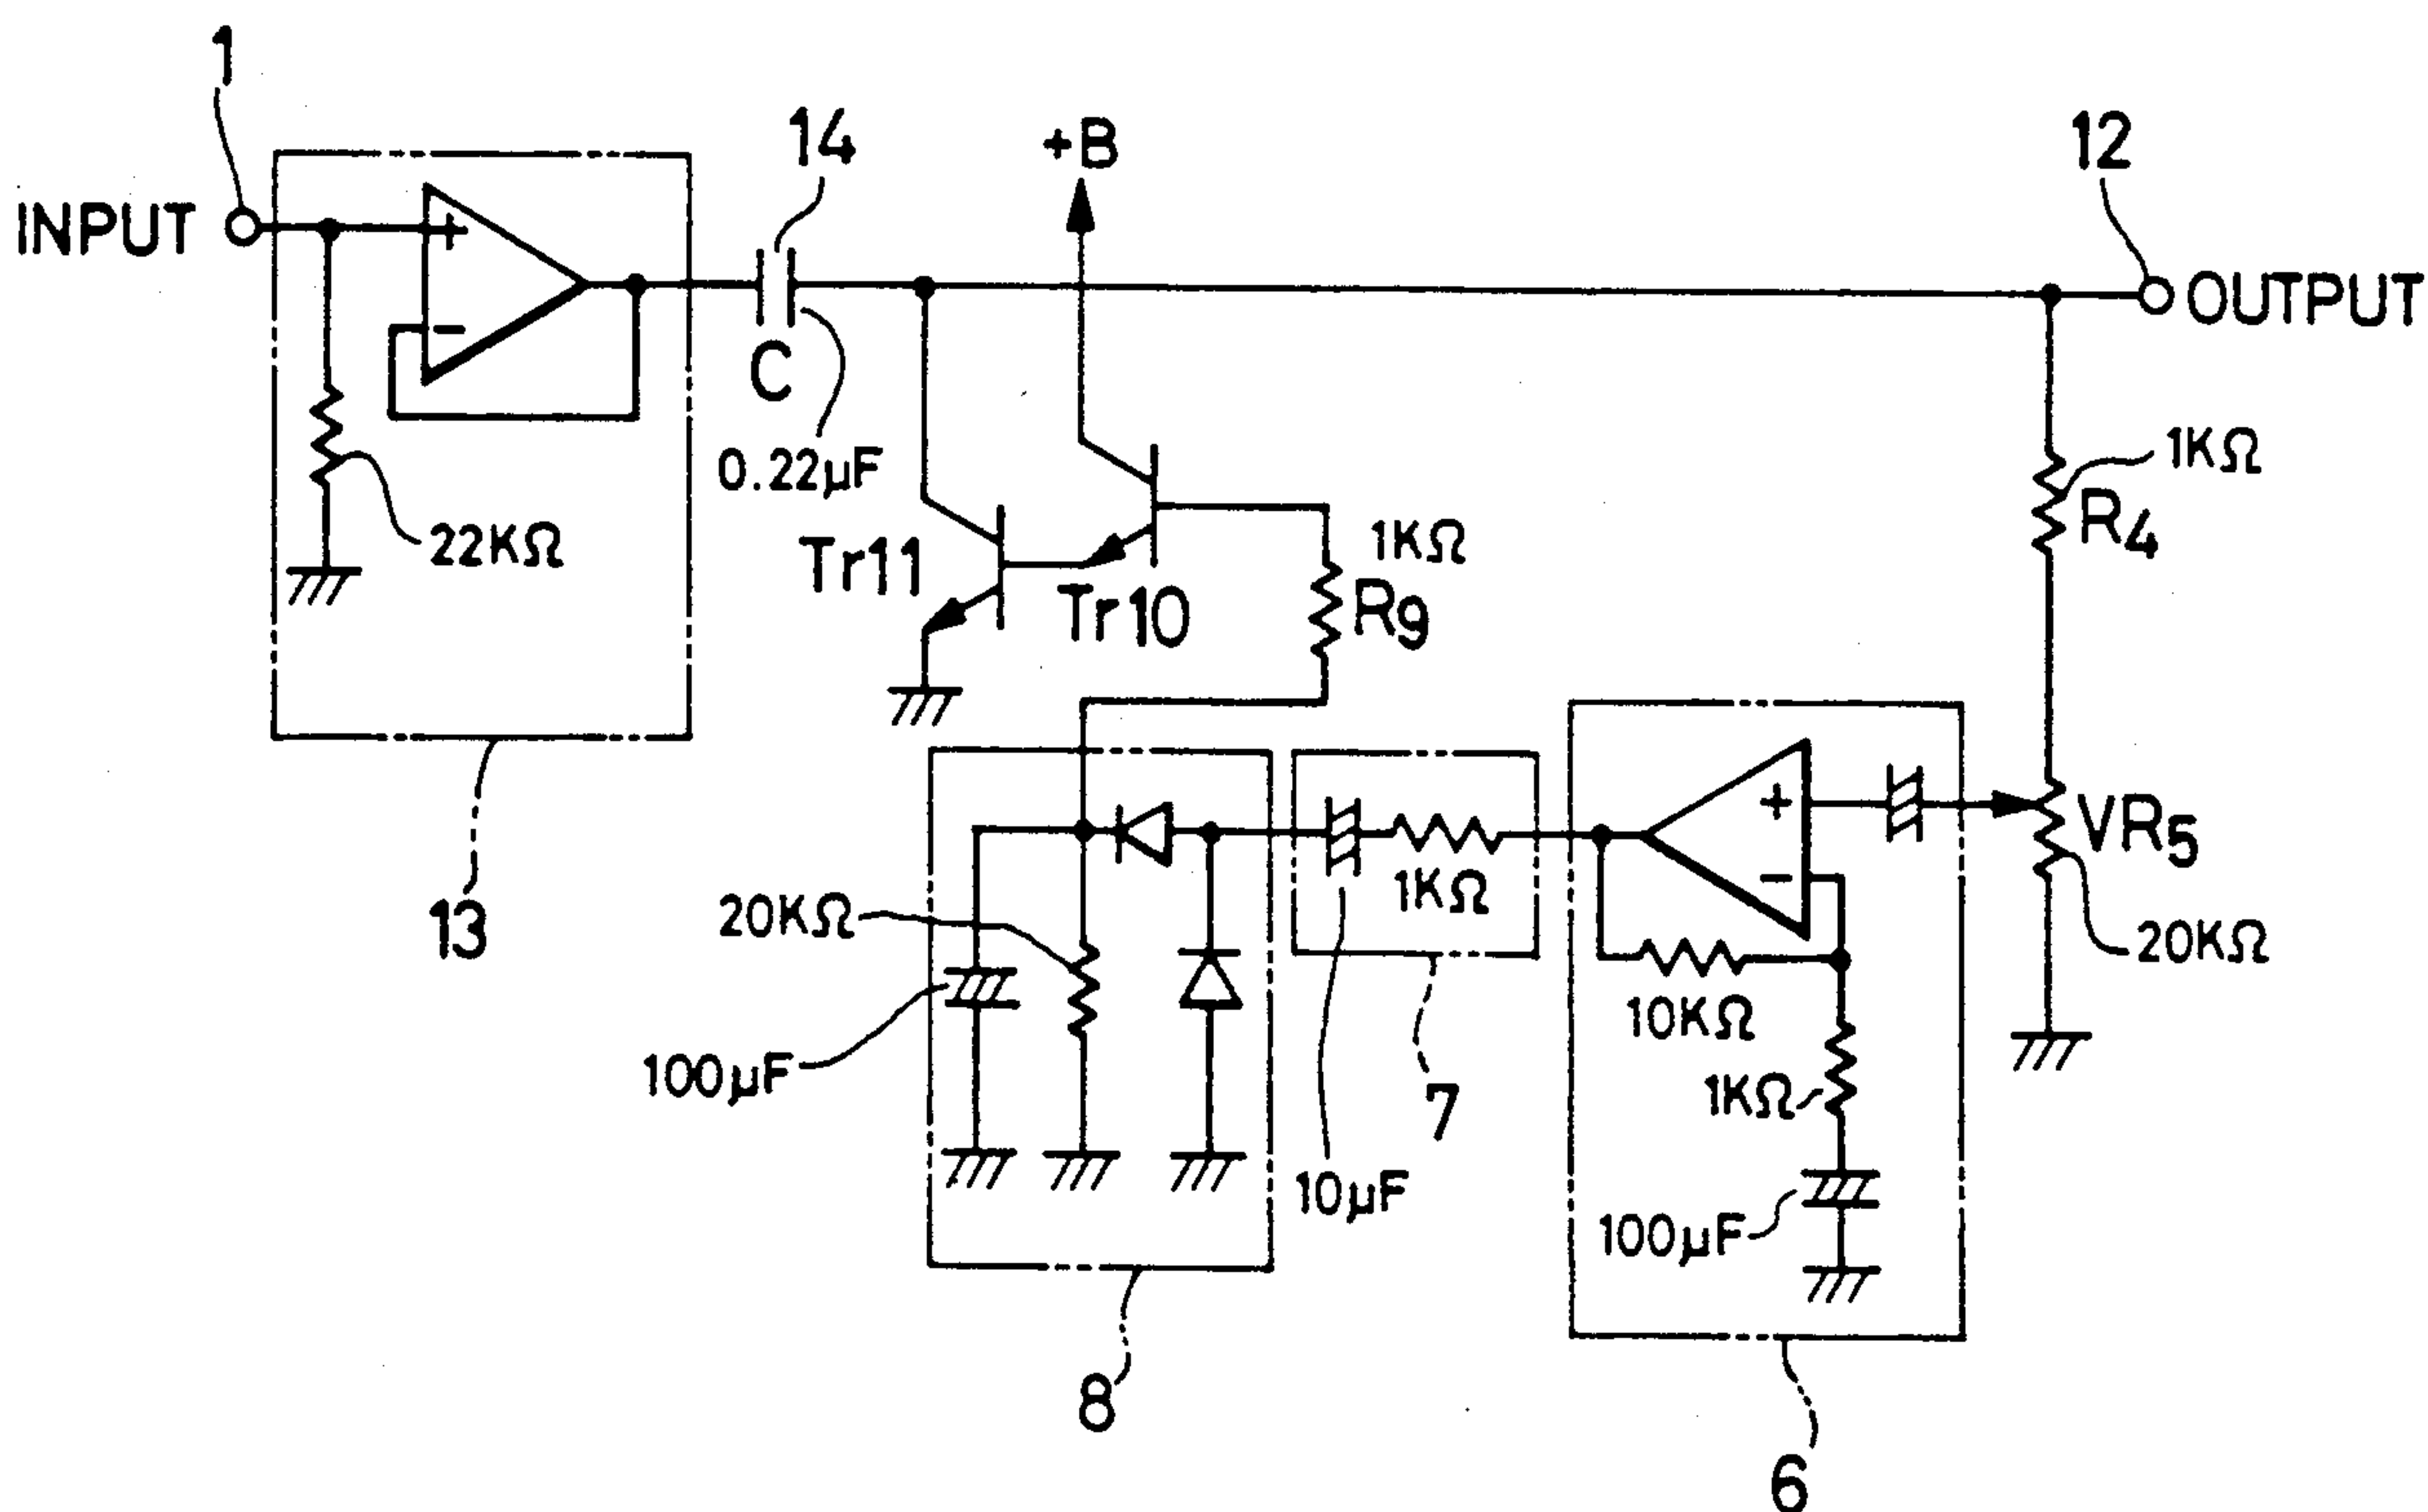 1
INPUT
+
−
22KΩ
13
14
C
0.22μF
+B
12
OUTPUT
Tr11
Tr10
1KΩ
R9
1KΩ
R4
VR5
20KΩ
+
−
10KΩ
1KΩ
100μF
6
1KΩ
10μF
7
20KΩ
100μF
8